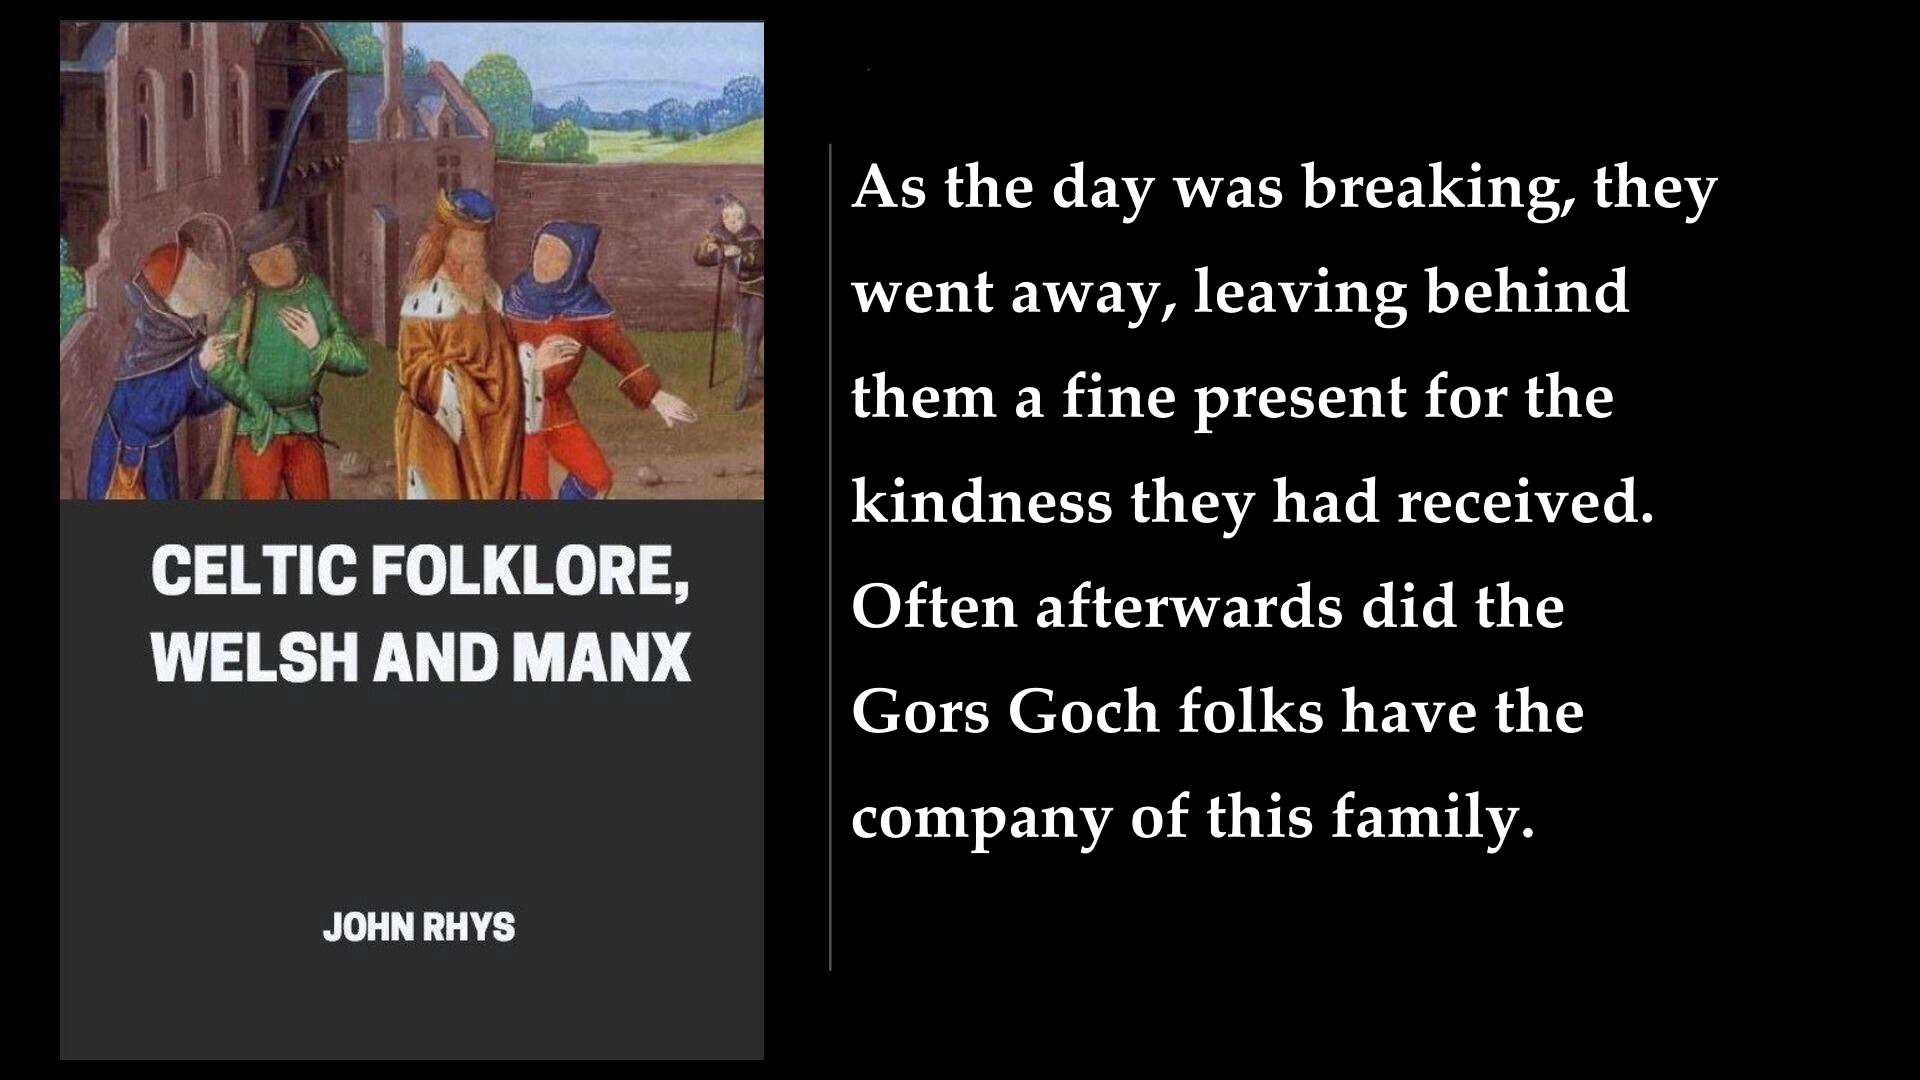 CELTIC FOLKLORE,
WELSH AND MANX
JOHN RHYS
As the day was breaking, they
went away, leaving behind
them a fine present for the
kindness they had received.
Often afterwards did the
Gors Goch folks have the
company of this family.